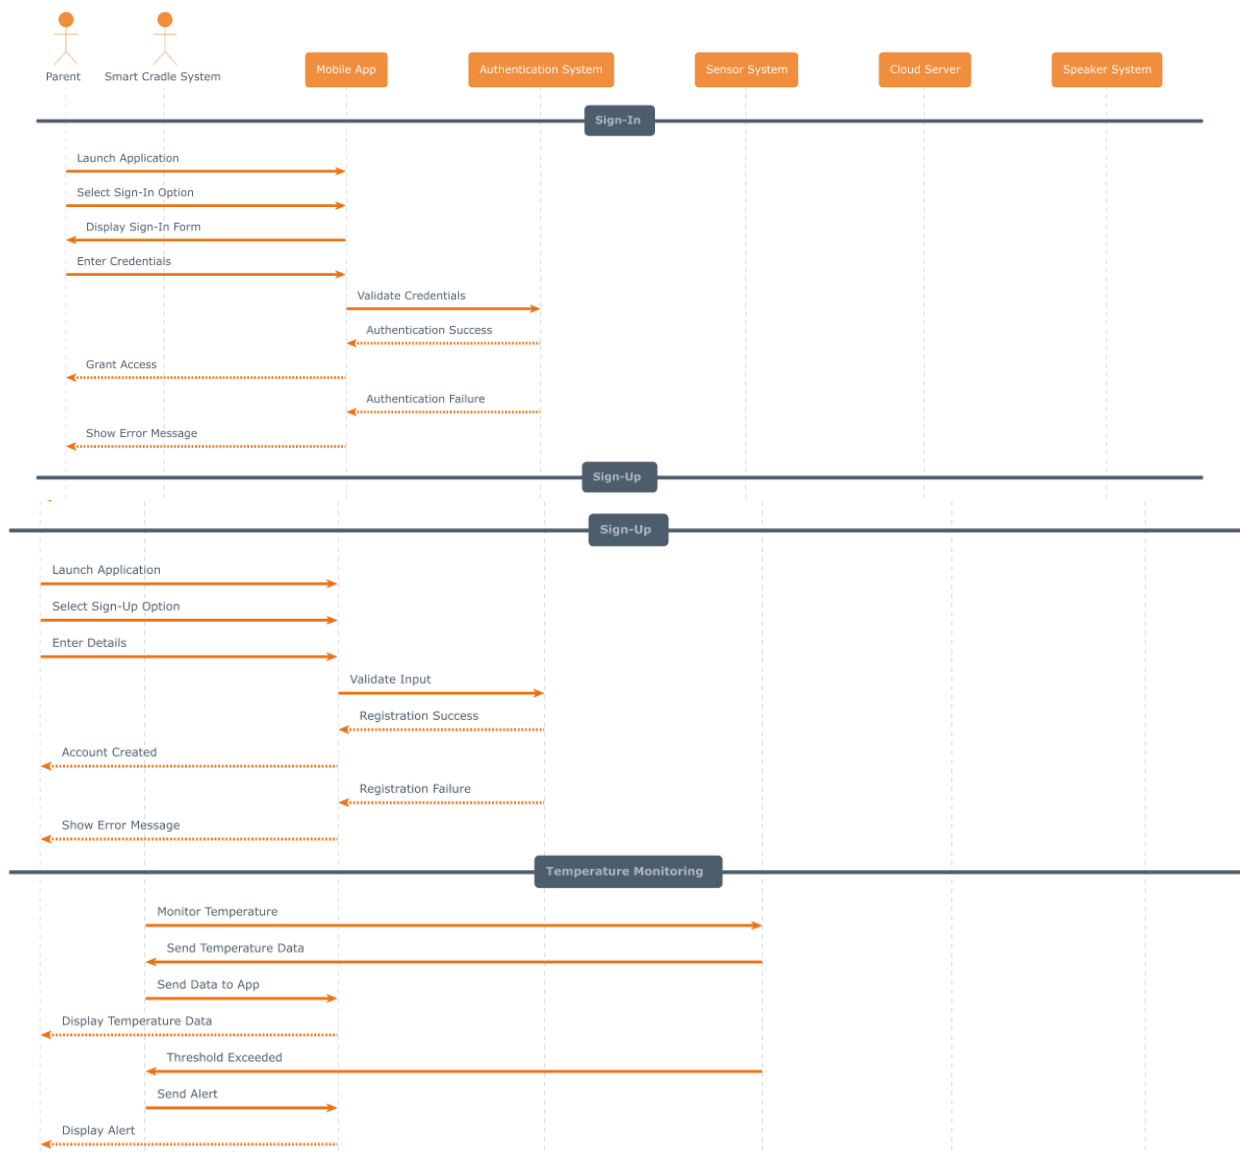 Parent
Smart Cradle System
Mobile App
Authentication System
Sensor System
Cloud Server
Speaker System
Sign-In
Launch Application
Select Sign-In Option
Display Sign-In Form
Enter Credentials
Validate Credentials
Authentication Success
Grant Access
Authentication Failure
Show Error Message
Sign-Up
Sign-Up
Launch Application
Select Sign-Up Option
Enter Details
Validate Input
Registration Success
Account Created
Registration Failure
Show Error Message
Temperature Monitoring
Monitor Temperature
Send Temperature Data
Send Data to App
Display Temperature Data
Threshold Exceeded
Send Alert
Display Alert